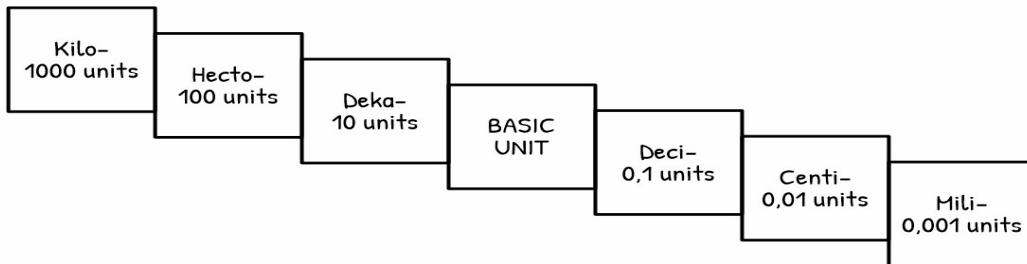 Kilo-
1000 units
Hecto-
100 units
Deka-
10 units
BASIC
UNIT
Deci-
0,1 units
Centi-
0,01 units
Mili-
0,001 units